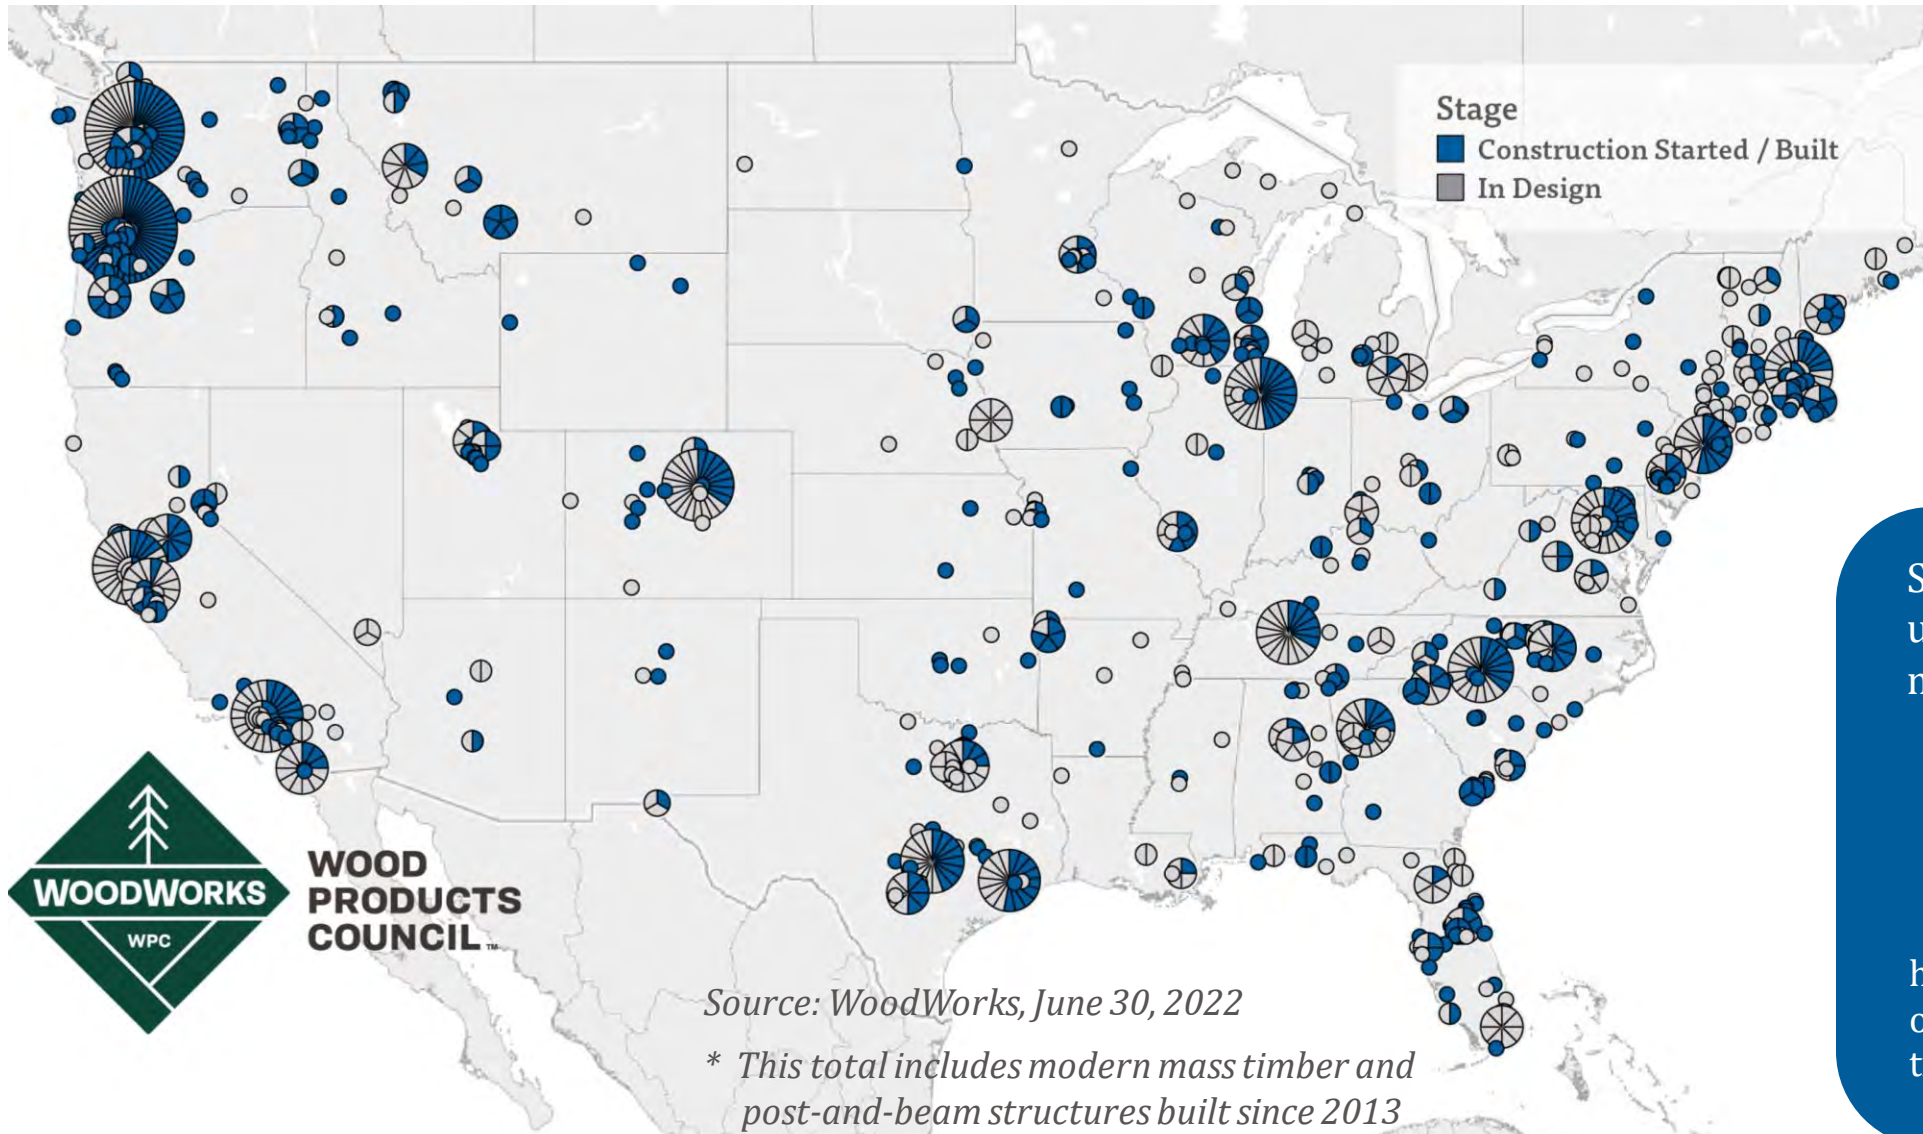 Stage
Construction Started / Built
In Design
WOODWORKS
WPC
WOOD
PRODUCTS
COUNCIL™
Source: WoodWorks, June 30, 2022
* This total includes modern mass timber and
post-and-beam structures built since 2013